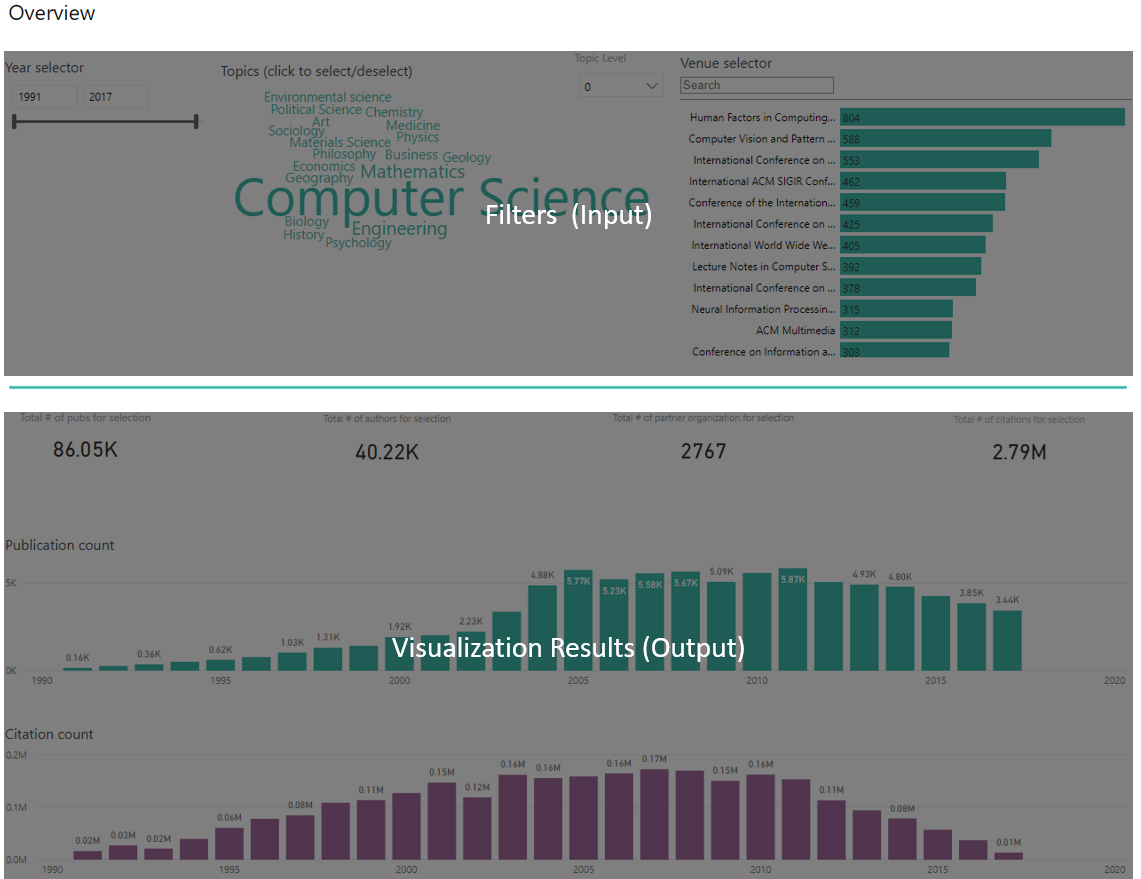 Overview
Year selector
1991 2017
Topics (click to select/deselect)
Environmental science
Political Science Chemistry
Art
Sociology Medicine
Physics
Materials Science
Philosophy Business Geology
Economics
Geography Mathematics
Computer Science
Biology
Engineering
History
Psychology
Topic Level
0
Venue selector
Search
Human Factors in Computing... 804
Computer Vision and Pattern ... 588
International Conference on ... 553
International ACM SIGIR Conf... 462
Conference of the Internation... 459
International Conference on ... 425
International World Wide We... 405
Lecture Notes in Computer S... 392
International Conference on ... 378
Neural Information Processin... 315
ACM Multimedia 312
Conference on Information a... 303
Filters (Input)
Total # of pubs for selection
86.05K
Total # of authors for selection
40.22K
Total # of partner organization for selection
2767
Total # of citations for selection
2.79M
Publication count
5K
0K
0.16K 0.36K 0.62K 1.03K 1.31K 1.92K 2.23K 4.88K 5.77K 5.23K 5.58K 5.67K 5.09K 5.87K 4.93K 4.80K 3.85K 3.44K
1990 1995 2000 2005 2010 2015 2020
Visualization Results (Output)
Citation count
0.2M
0.1M
0.0M
0.02M 0.03M 0.02M 0.06M 0.08M 0.11M 0.15M 0.12M 0.16M 0.16M 0.16M 0.17M 0.15M 0.16M 0.11M 0.08M 0.01M
1990 1995 2000 2005 2010 2015 2020